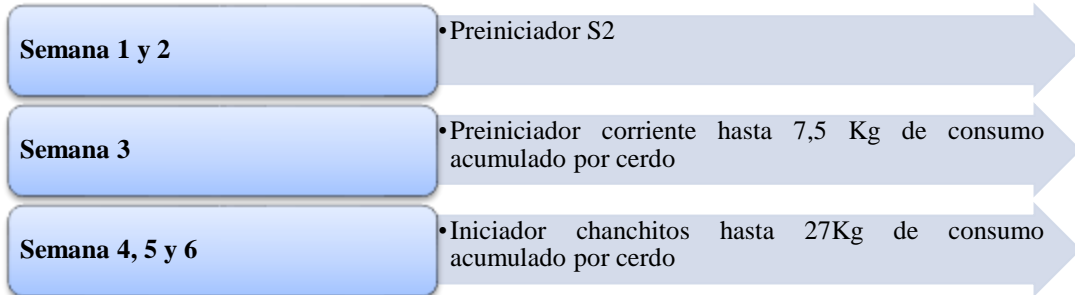 Semana 1 y 2
•Preiniciador S2
Semana 3
•Preiniciador corriente hasta 7,5 Kg de consumo
acumulado por cerdo
Semana 4, 5 y 6
•Iniciador chanchitos hasta 27Kg de consumo
acumulado por cerdo